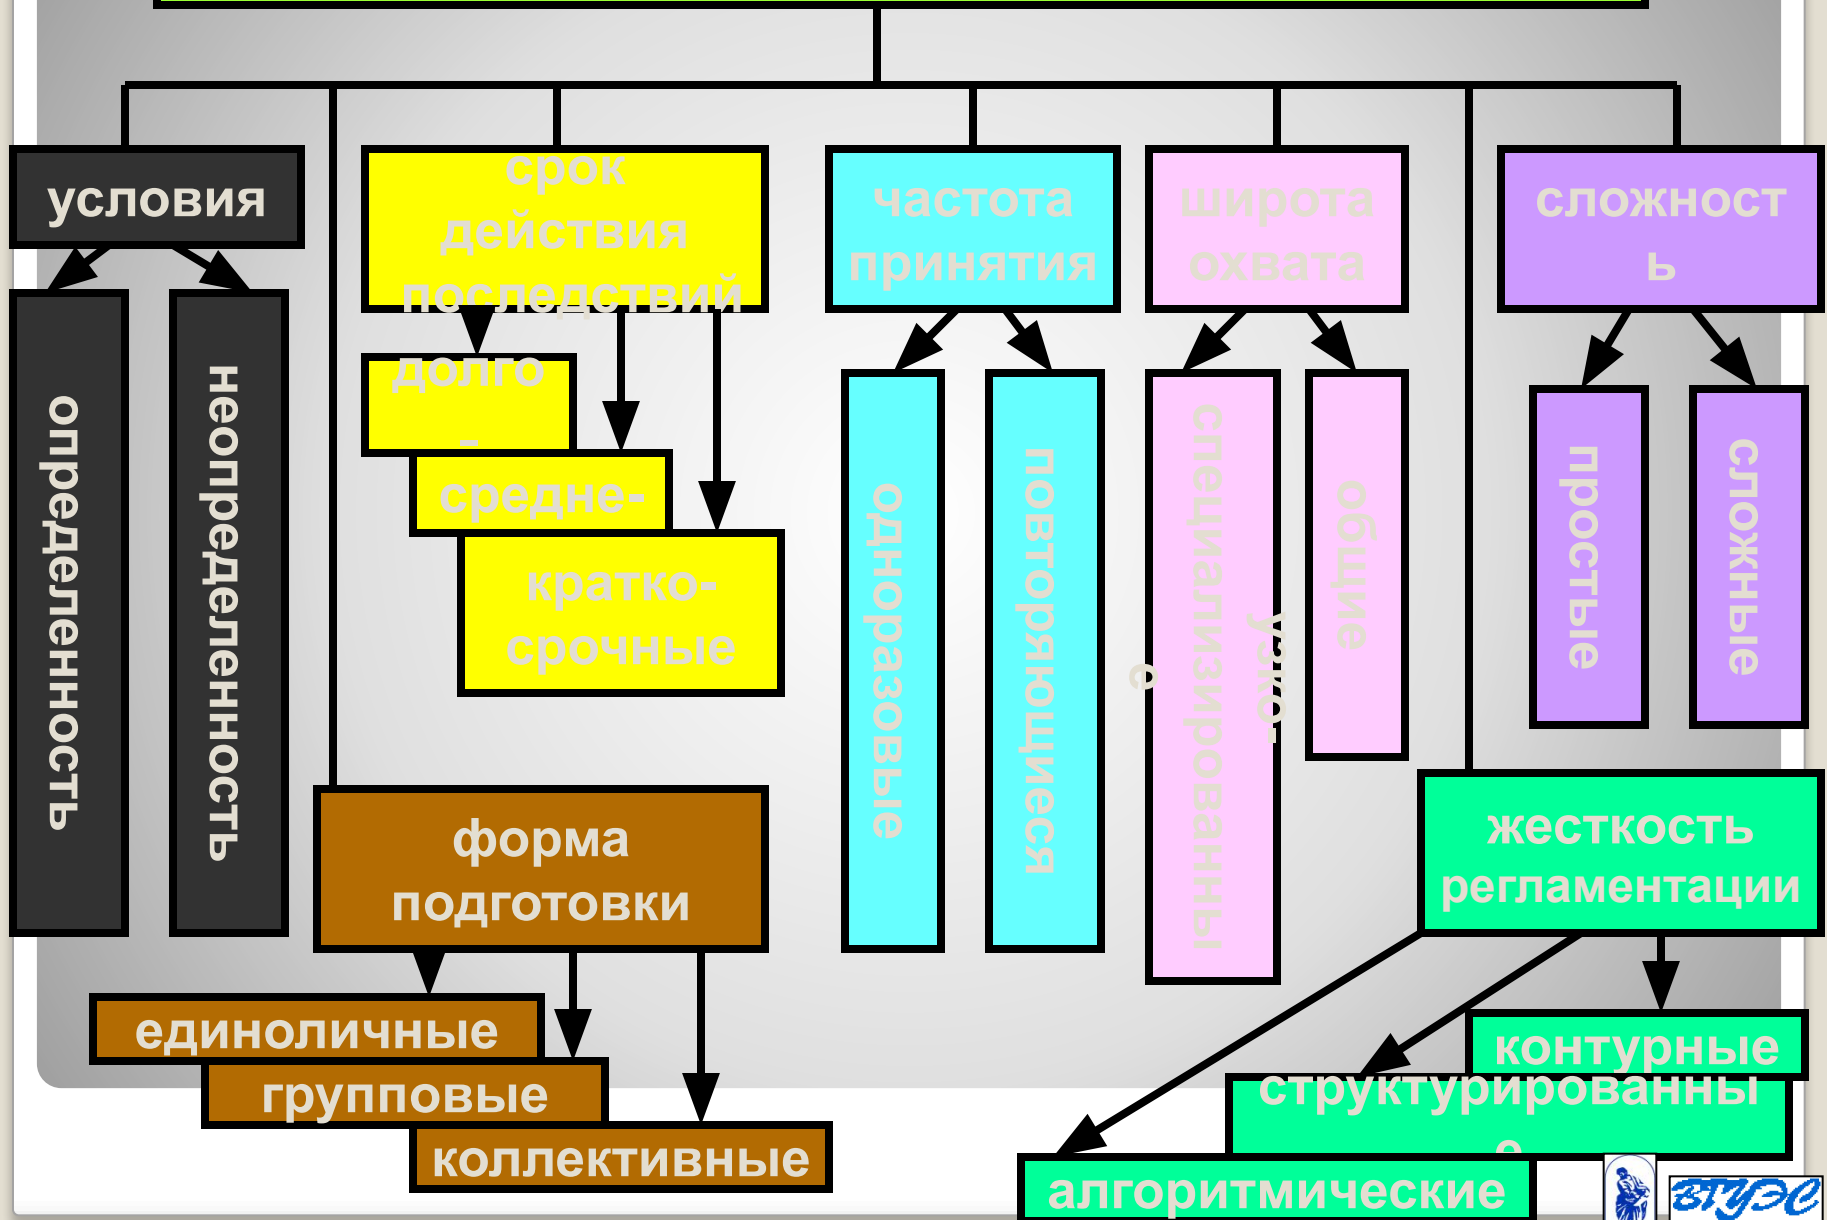 условия
срок
действия
последствий
частота
принятия
широта
охвата
сложност
ь
определенность
неопределенность
долго
-
средне-
кратко-
срочные
одноразовые
повторяющиеся
узко-
специализированны
е
общие
простые
сложные
форма
подготовки
единоличные
групповые
коллективные
жесткость
регламентации
контурные
структурированны
е
алгоритмические
ВГУЭС